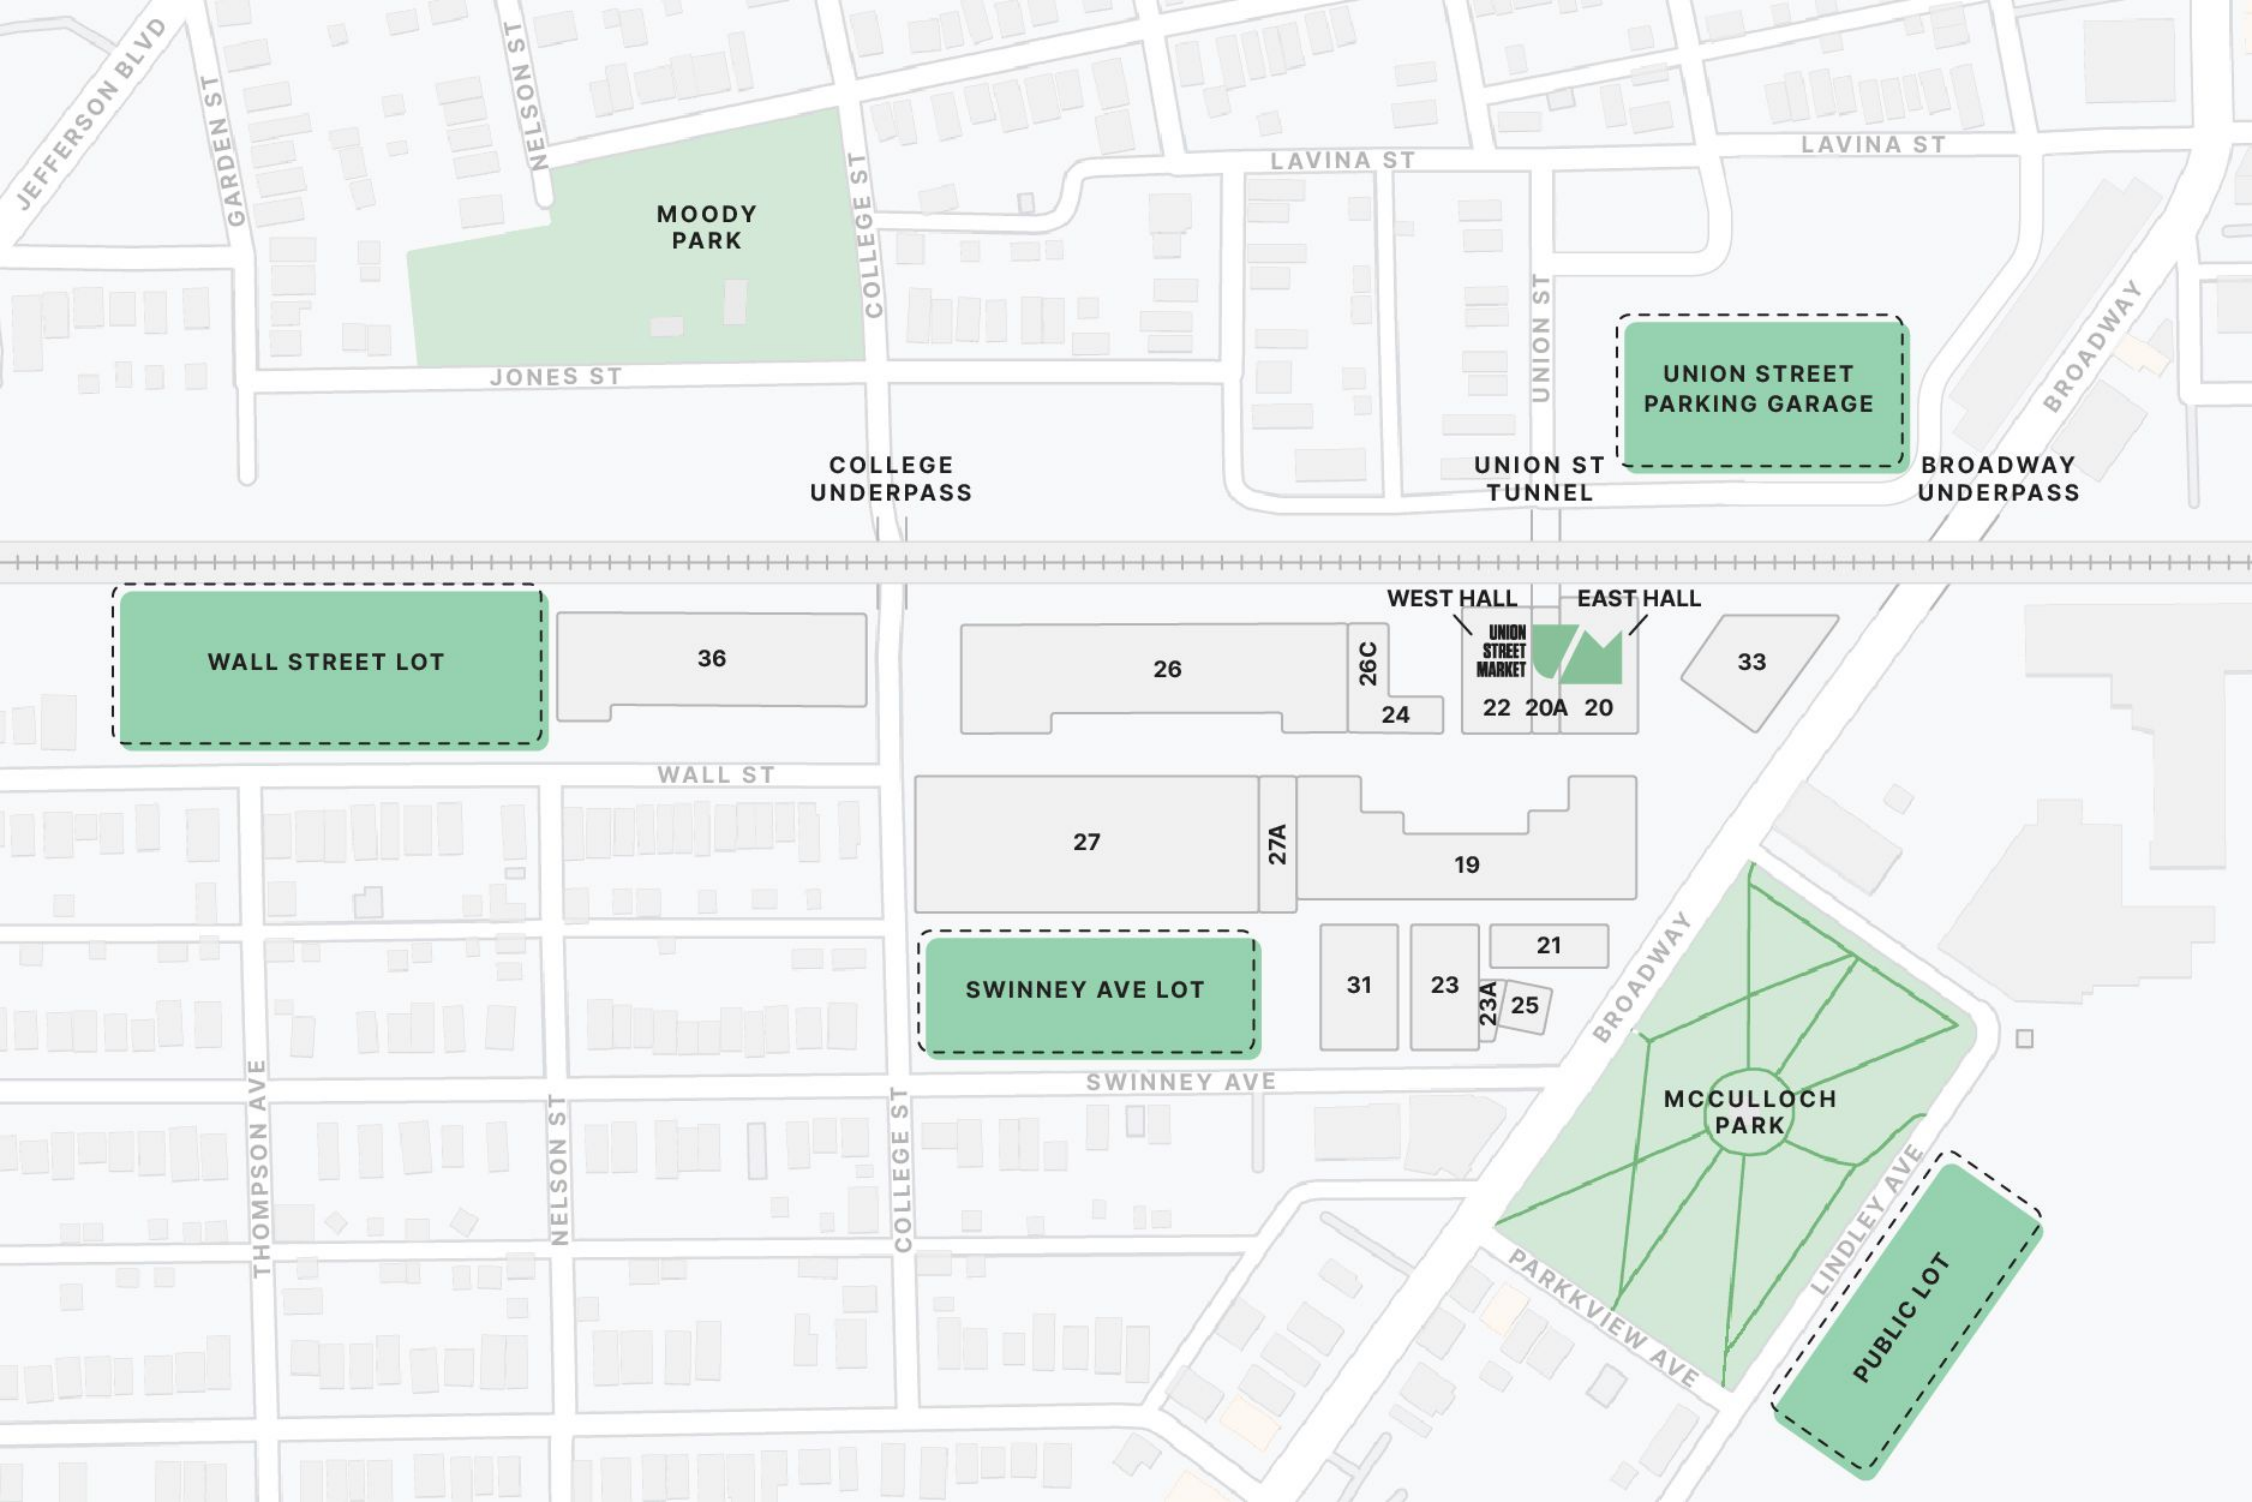 JEFFERSON BLVD
GARDEN ST
NELSON ST
MOODY
PARK
COLLEGE ST
LAVINA ST
LAVINA ST
JONES ST
UNION ST
UNION STREET
PARKING GARAGE
BROADWAY
COLLEGE
UNDERPASS
UNION ST
TUNNEL
BROADWAY
UNDERPASS
WEST HALL
EAST HALL
WALL STREET LOT
36
26
26C
24
UNION
STREET
MARKET
22
20A
20
33
WALL ST
27
27A
19
SWINNEY AVE LOT
31
23
23A
21
25
BROADWAY
SWINNEY AVE
MCCULLOCH
PARK
THOMPSON AVE
NELSON ST
COLLEGE ST
LINDLEY AVE
PARKKVIEW AVE
PUBLIC LOT